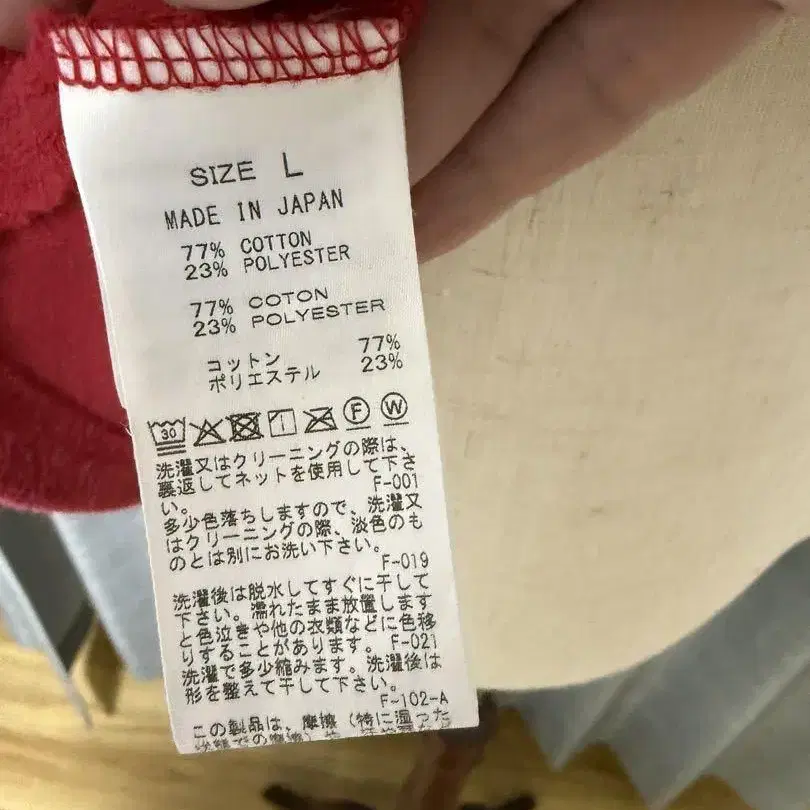 SIZE L
MADE IN JAPAN
77% COTTON
23% POLYESTER
77% COTON
23% POLYESTER
コットン 77%
ポリエステル 23%
30 F W
洗濯又はクリーニングの際は、
裏返してネットを使用して下さ
い。 F-001
多少色落ちしますので、洗濯又
はクリーニングの際、淡色のも
のとは別にお洗い下さい。
F-019
洗濯後は脱水してすぐに干して
下さい。濡れたまま放置します
と色泣きや他の衣類などに色移
りすることがあります。 F-021
洗濯で多少縮みます。洗濯後は
形を整えて干して下さい。
F-102-A
この製品は、摩擦（特に湿った